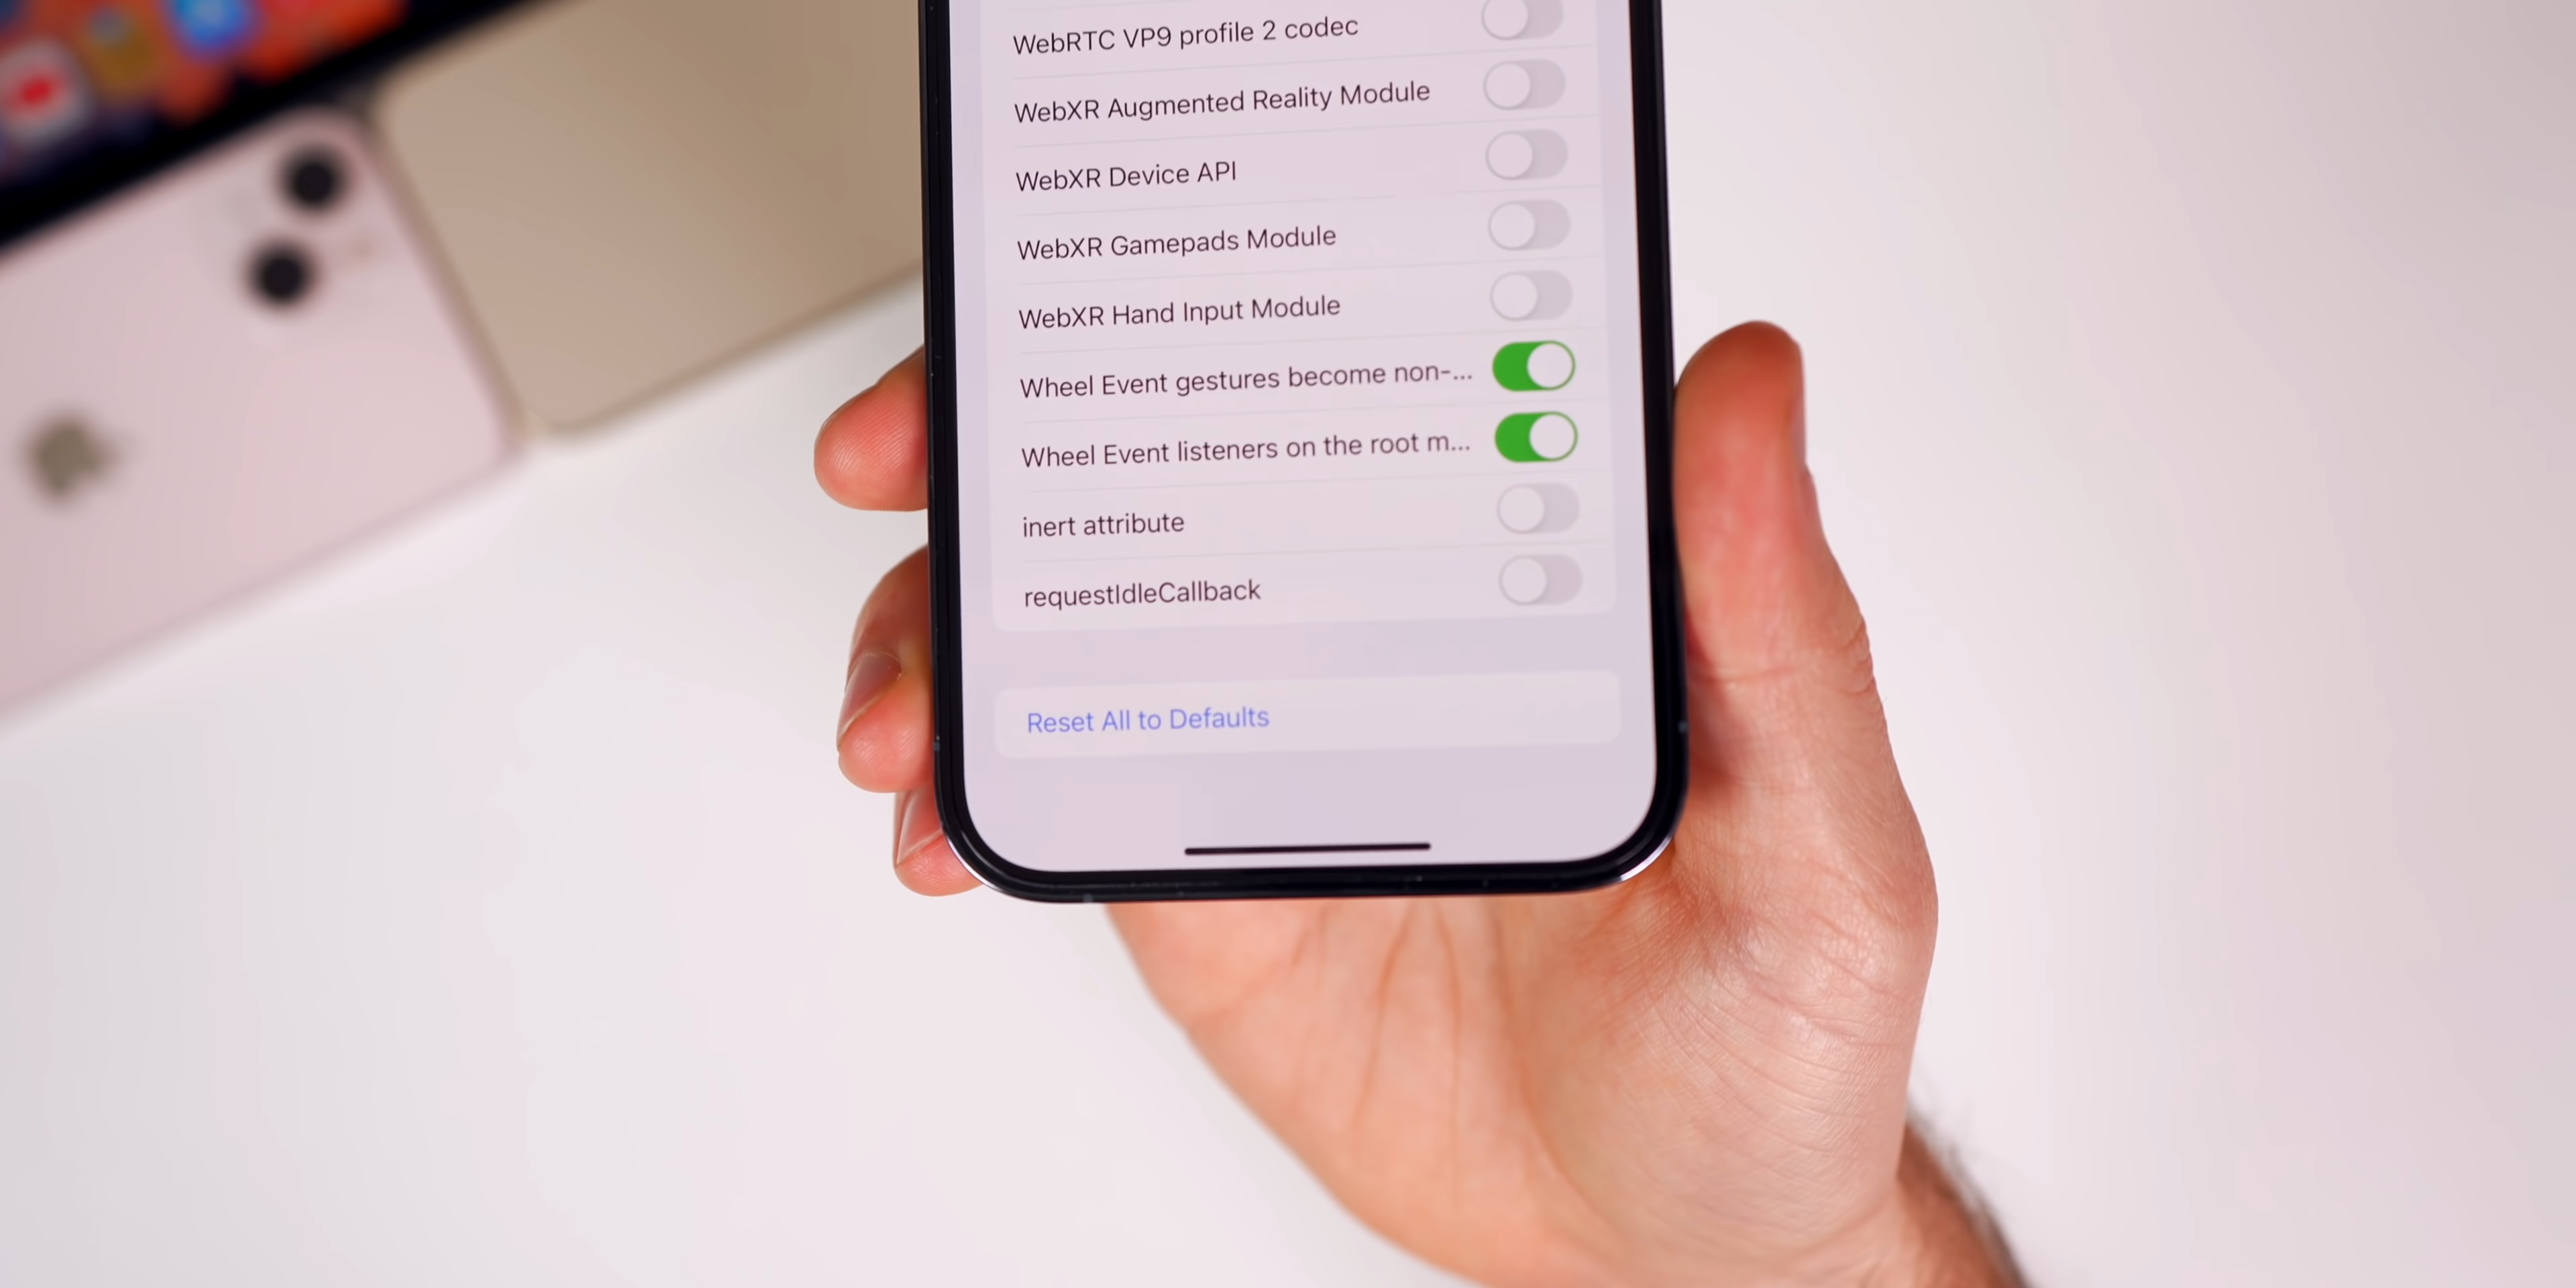 WebRTC VP9 profile 2 codec
WebXR Augmented Reality Module
WebXR Device API
WebXR Gamepads Module
WebXR Hand Input Module
Wheel Event gestures become non-...
Wheel Event listeners on the root m...
inert attribute
requestIdleCallback
Reset All to Defaults